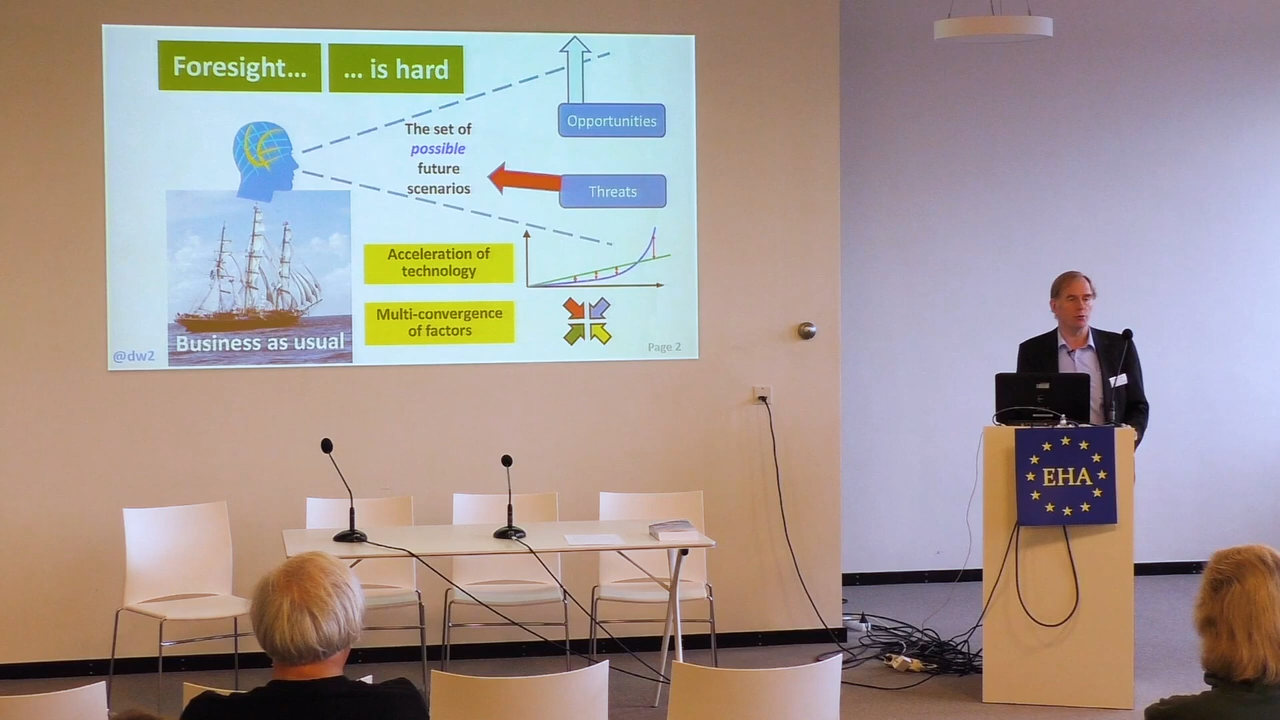 Foresight...
... is hard
The set of
possible
future
scenarios
Opportunities
Threats
Acceleration of
technology
Multi-convergence
of factors
Business as usual
@dw2
Page 2
EHA